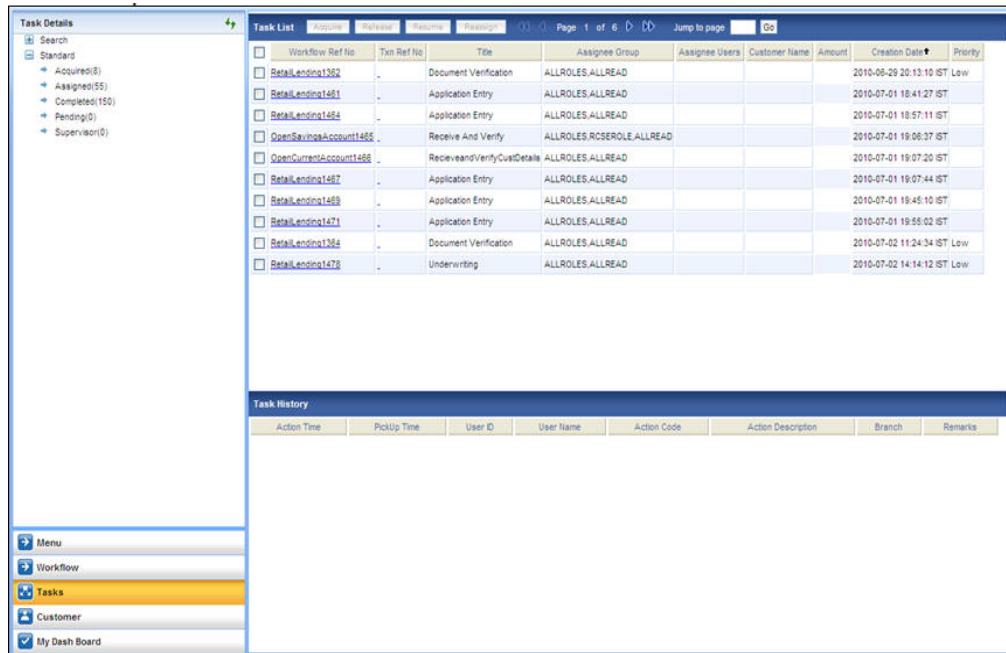 Task Details
Search
Standard
Acquired(8)
Assigned(55)
Completed(150)
Pending(0)
Supervisor(0)
Menu
Workflow
Tasks
Customer
My Dash Board
Task List Acquire Release Resume Reassign Page 1 of 6 Jump to page Go
Workflow Ref No Txn Ref No Title Assignee Group Assignee Users Customer Name Amount Creation Date Priority
RetailLending1362 Document Verification ALLROLES,ALLREAD 2010-06-29 20:13:10 IST Low
RetailLending1461 Application Entry ALLROLES,ALLREAD 2010-07-01 18:41:27 IST
RetailLending1464 Application Entry ALLROLES,ALLREAD 2010-07-01 18:57:11 IST
OpenSavingsAccount1465 Receive And Verify ALLROLES,RCSEROLE,ALLREAD 2010-07-01 19:06:37 IST
OpenCurrentAccount1466 RecieveandVerifyCustDetails ALLROLES,ALLREAD 2010-07-01 19:07:20 IST
RetailLending1467 Application Entry ALLROLES,ALLREAD 2010-07-01 19:07:44 IST
RetailLending1469 Application Entry ALLROLES,ALLREAD 2010-07-01 19:45:10 IST
RetailLending1471 Application Entry ALLROLES,ALLREAD 2010-07-01 19:55:02 IST
RetailLending1364 Document Verification ALLROLES,ALLREAD 2010-07-02 11:24:34 IST Low
RetailLending1478 Underwriting ALLROLES,ALLREAD 2010-07-02 14:14:12 IST Low
Task History
Action Time PickUp Time User ID User Name Action Code Action Description Branch Remarks